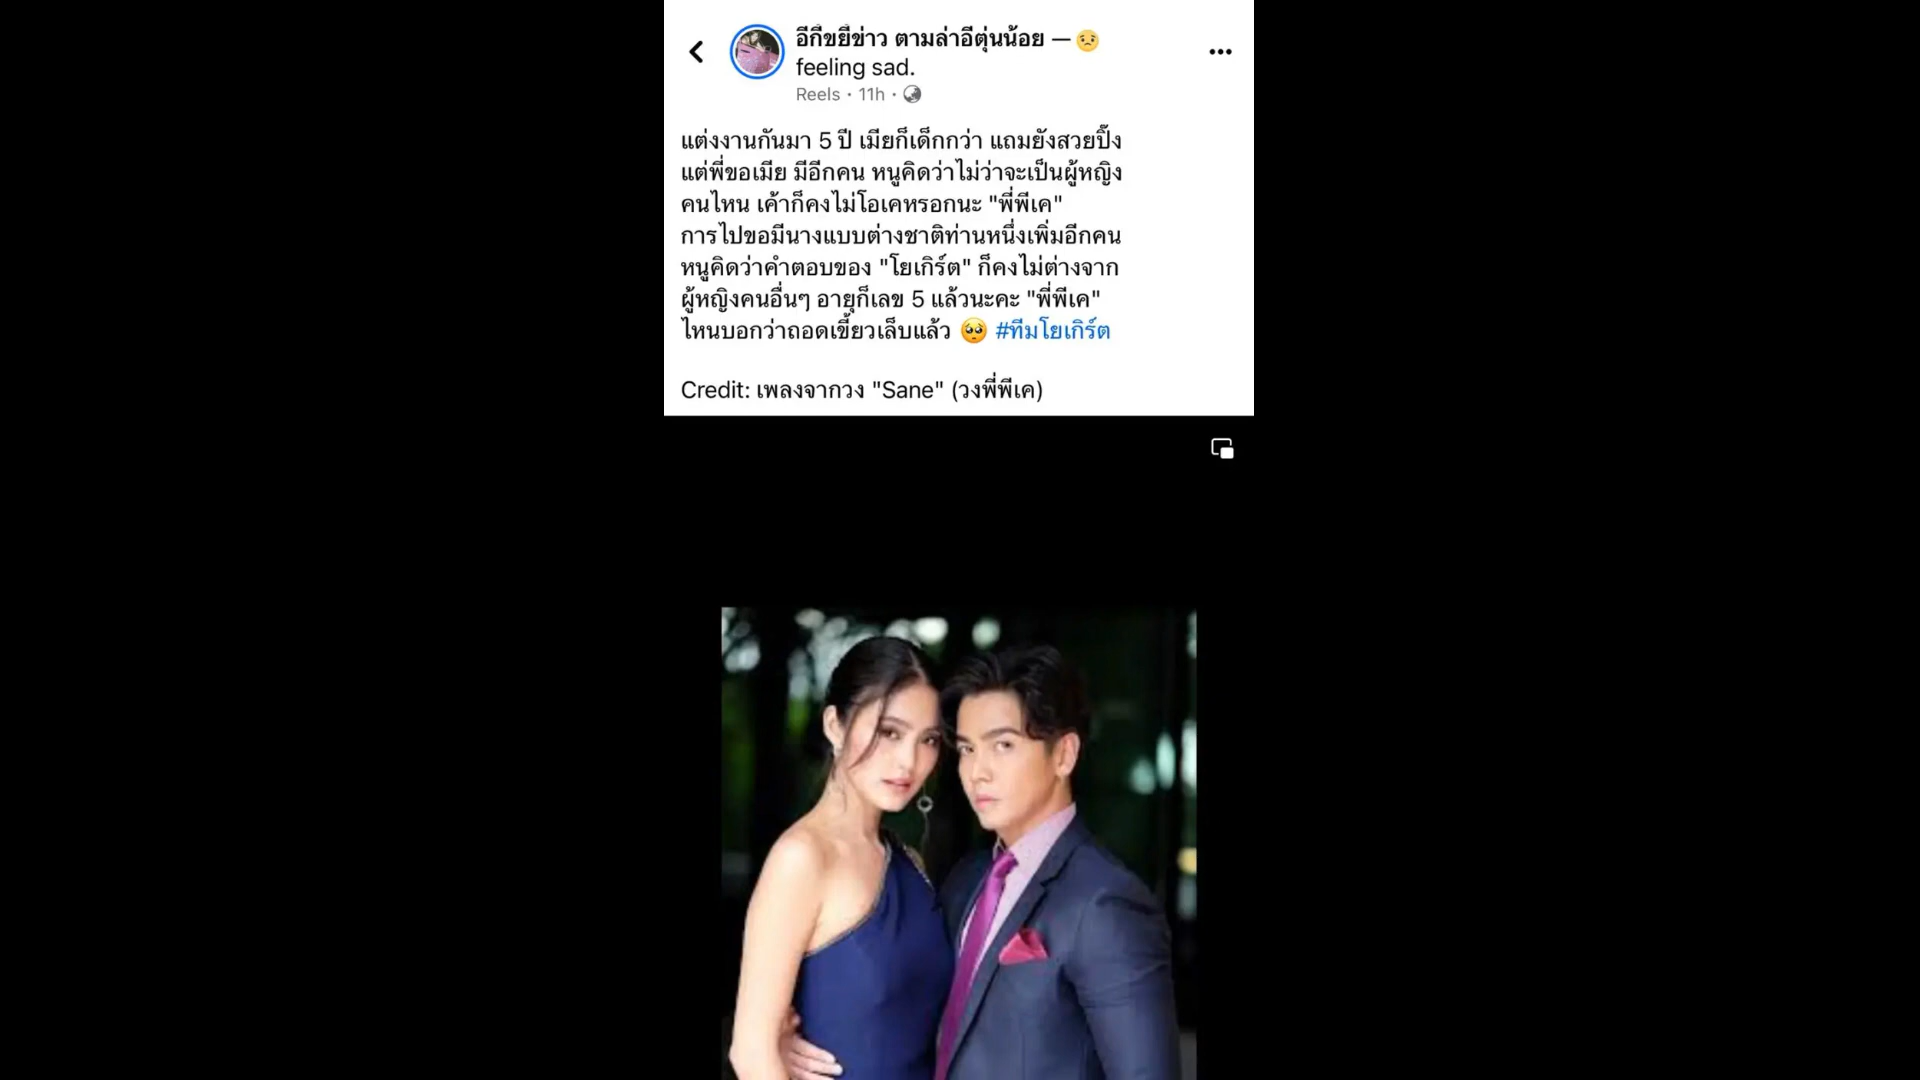 อีกีขยี้ข่าว ตามล่าอีตุ่นน้อย — 😟
feeling sad.
Reels · 11h ·
แต่งงานกันมา 5 ปี เมียก็เด็กกว่า แถมยังสวยปิ๊ง
แต่พี่ขอเมีย มีอีกคน หนูคิดว่าไม่ว่าจะเป็นผู้หญิง
คนไหน เค้าก็คงไม่โอเคหรอกนะ "พี่พีเค"
การไปขอมีนางแบบต่างชาติท่านหนึ่งเพิ่มอีกคน
หนูคิดว่าคำตอบของ "โยเกิร์ต" ก็คงไม่ต่างจาก
ผู้หญิงคนอื่นๆ อายุก็เลข 5 แล้วนะคะ "พี่พีเค"
ไหนบอกว่าถอดเขี้ยวเล็บแล้ว 🥺 #ทีมโยเกิร์ต
Credit: เพลงจากวง "Sane" (วงพี่พีเค)